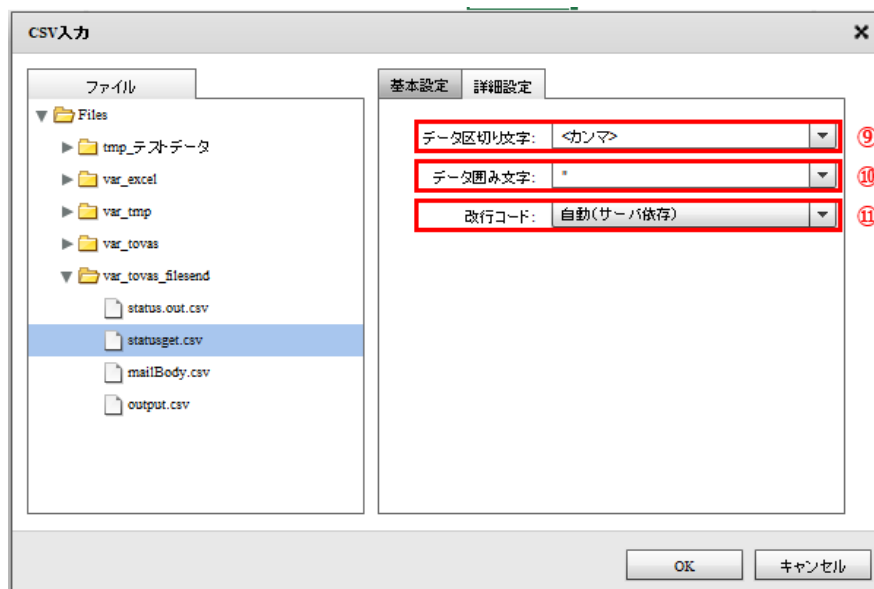 CSV入力
ファイル
Files
tmp_テストデータ
var_excel
var_tmp
var_tovas
var_tovas_filesend
status.out.csv
statusget.csv
mailBody.csv
output.csv
基本設定 詳細設定
データ区切り文字: <カンマ> ⑨
データ囲み文字: " ⑩
改行コード: 自動(サーバ依存) ⑪
OK キャンセル